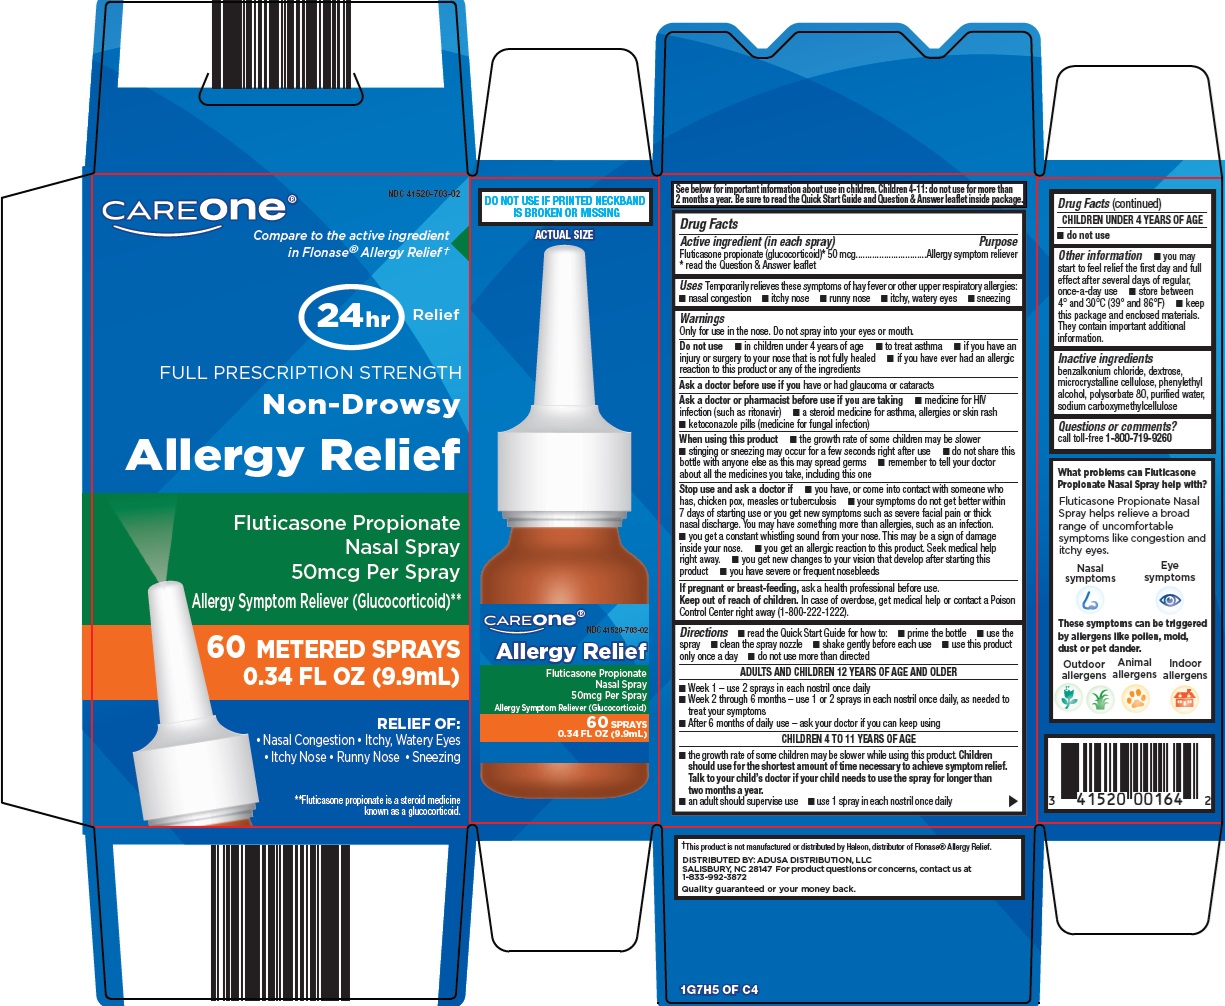 NDC 41520-703-02
CAREone®
Compare to the active ingredient
in Flonase® Allergy Relief†
24hr Relief
FULL PRESCRIPTION STRENGTH
Non-Drowsy
Allergy Relief
Fluticasone Propionate
Nasal Spray
50mcg Per Spray
Allergy Symptom Reliever (Glucocorticoid)**
60 METERED SPRAYS
0.34 FL OZ (9.9mL)
RELIEF OF:
• Nasal Congestion • Itchy, Watery Eyes
• Itchy Nose • Runny Nose • Sneezing
**Fluticasone propionate is a steroid medicine
known as a glucocorticoid.
DO NOT USE IF PRINTED NECKBAND
IS BROKEN OR MISSING
ACTUAL SIZE
CAREone®
NDC 41520-703-02
Allergy Relief
Fluticasone Propionate
Nasal Spray
50mcg Per Spray
Allergy Symptom Reliever (Glucocorticoid)
60 SPRAYS
0.34 FL OZ (9.9mL)
See below for important information about use in children. Children 4-11: do not use for more than
2 months a year. Be sure to read the Quick Start Guide and Question & Answer leaflet inside package.
Drug Facts
Active ingredient (in each spray) Purpose
Fluticasone propionate (glucocorticoid)* 50 mcg..............................Allergy symptom reliever
* read the Question & Answer leaflet
Uses Temporarily relieves these symptoms of hay fever or other upper respiratory allergies:
■ nasal congestion ■ itchy nose ■ runny nose ■ itchy, watery eyes ■ sneezing
Warnings
Only for use in the nose. Do not spray into your eyes or mouth.
Do not use ■ in children under 4 years of age ■ to treat asthma ■ if you have an
injury or surgery to your nose that is not fully healed ■ if you have ever had an allergic
reaction to this product or any of the ingredients
Ask a doctor before use if you have or had glaucoma or cataracts
Ask a doctor or pharmacist before use if you are taking ■ medicine for HIV
infection (such as ritonavir) ■ a steroid medicine for asthma, allergies or skin rash
■ ketoconazole pills (medicine for fungal infection)
When using this product ■ the growth rate of some children may be slower
■ stinging or sneezing may occur for a few seconds right after use ■ do not share this
bottle with anyone else as this may spread germs ■ remember to tell your doctor
about all the medicines you take, including this one
Stop use and ask a doctor if ■ you have, or come into contact with someone who
has, chicken pox, measles or tuberculosis ■ your symptoms do not get better within
7 days of starting use or you get new symptoms such as severe facial pain or thick
nasal discharge. You may have something more than allergies, such as an infection.
■ you get a constant whistling sound from your nose. This may be a sign of damage
inside your nose. ■ you get an allergic reaction to this product. Seek medical help
right away. ■ you get new changes to your vision that develop after starting this
product ■ you have severe or frequent nosebleeds
If pregnant or breast-feeding, ask a health professional before use.
Keep out of reach of children. In case of overdose, get medical help or contact a Poison
Control Center right away (1-800-222-1222).
Directions ■ read the Quick Start Guide for how to: ■ prime the bottle ■ use the
spray ■ clean the spray nozzle ■ shake gently before each use ■ use this product
only once a day ■ do not use more than directed
ADULTS AND CHILDREN 12 YEARS OF AGE AND OLDER
■ Week 1 – use 2 sprays in each nostril once daily
■ Week 2 through 6 months – use 1 or 2 sprays in each nostril once daily, as needed to
treat your symptoms
■ After 6 months of daily use – ask your doctor if you can keep using
CHILDREN 4 TO 11 YEARS OF AGE
■ the growth rate of some children may be slower while using this product. Children
should use for the shortest amount of time necessary to achieve symptom relief.
Talk to your child's doctor if your child needs to use the spray for longer than
two months a year.
■ an adult should supervise use ■ use 1 spray in each nostril once daily
†This product is not manufactured or distributed by Haleon, distributor of Flonase® Allergy Relief.
DISTRIBUTED BY: ADUSA DISTRIBUTION, LLC
SALISBURY, NC 28147 For product questions or concerns, contact us at
1-833-992-3872
Quality guaranteed or your money back.
1G7H5 OF C4
Drug Facts (continued)
CHILDREN UNDER 4 YEARS OF AGE
■ do not use
Other information ■ you may
start to feel relief the first day and full
effect after several days of regular,
once-a-day use ■ store between
4° and 30°C (39° and 86°F) ■ keep
this package and enclosed materials.
They contain important additional
information.
Inactive ingredients
benzalkonium chloride, dextrose,
microcrystalline cellulose, phenylethyl
alcohol, polysorbate 80, purified water,
sodium carboxymethylcellulose
Questions or comments?
call toll-free 1-800-719-9260
What problems can Fluticasone
Propionate Nasal Spray help with?
Fluticasone Propionate Nasal
Spray helps relieve a broad
range of uncomfortable
symptoms like congestion and
itchy eyes.
Nasal symptoms
Eye symptoms
These symptoms can be triggered
by allergens like pollen, mold,
dust or pet dander.
Outdoor allergens
Animal allergens
Indoor allergens
3 41520 00164 2